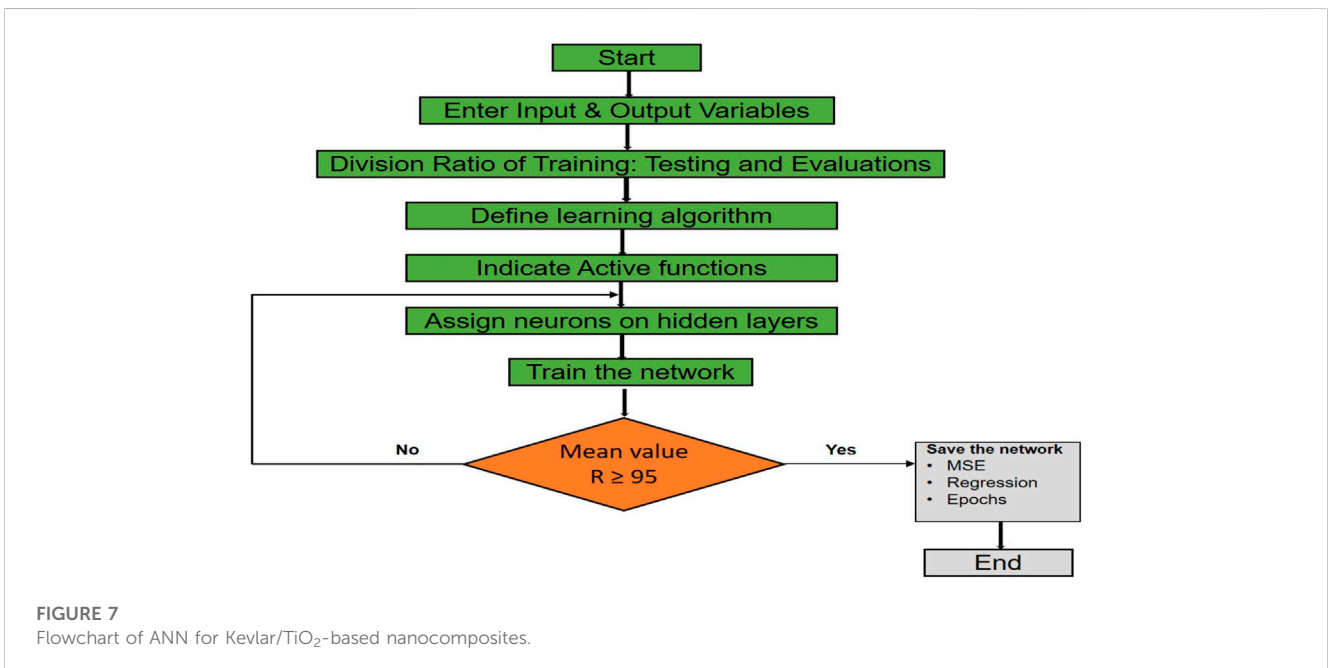 Start
Enter Input & Output Variables
Division Ratio of Training: Testing and Evaluations
Define learning algorithm
Indicate Active functions
Assign neurons on hidden layers
Train the network
No
Mean value
R ≥ 95
Yes
Save the network
• MSE
• Regression
• Epochs
End
FIGURE 7
Flowchart of ANN for Kevlar/TiO₂-based nanocomposites.